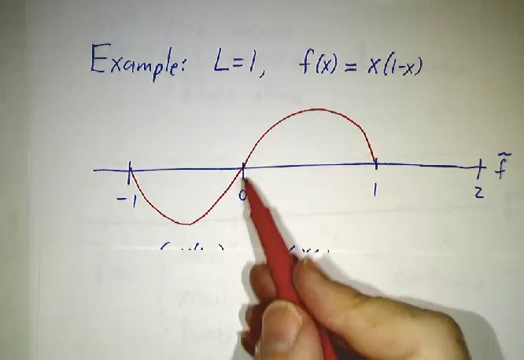 Example: L=1, f(x) = x(1-x)
f̃
-1 0 1 2